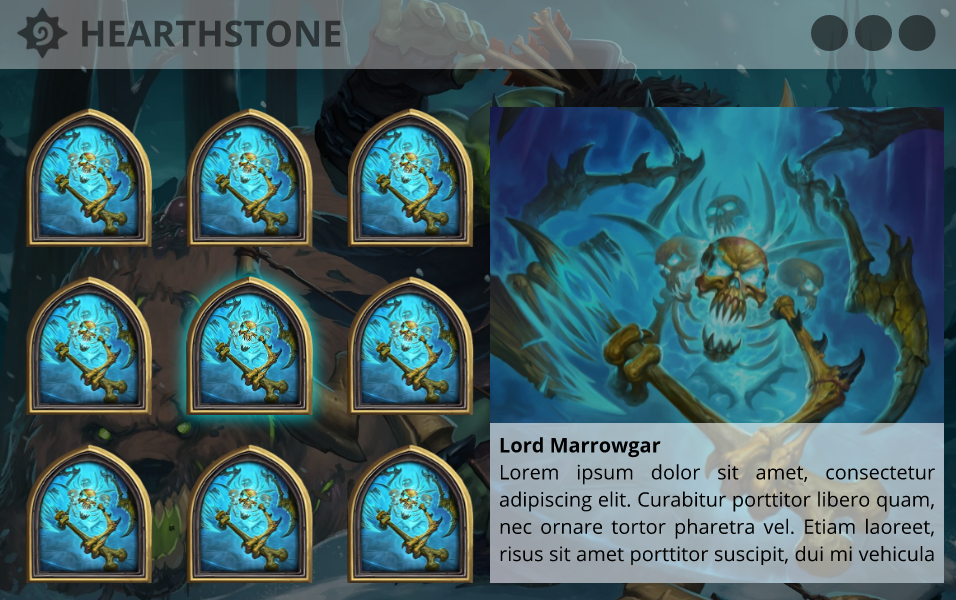 HEARTHSTONE
Lord Marrowgar
Lorem ipsum dolor sit amet, consectetur
adipiscing elit. Curabitur porttitor libero quam,
nec ornare tortor pharetra vel. Etiam laoreet,
risus sit amet porttitor suscipit, dui mi vehicula